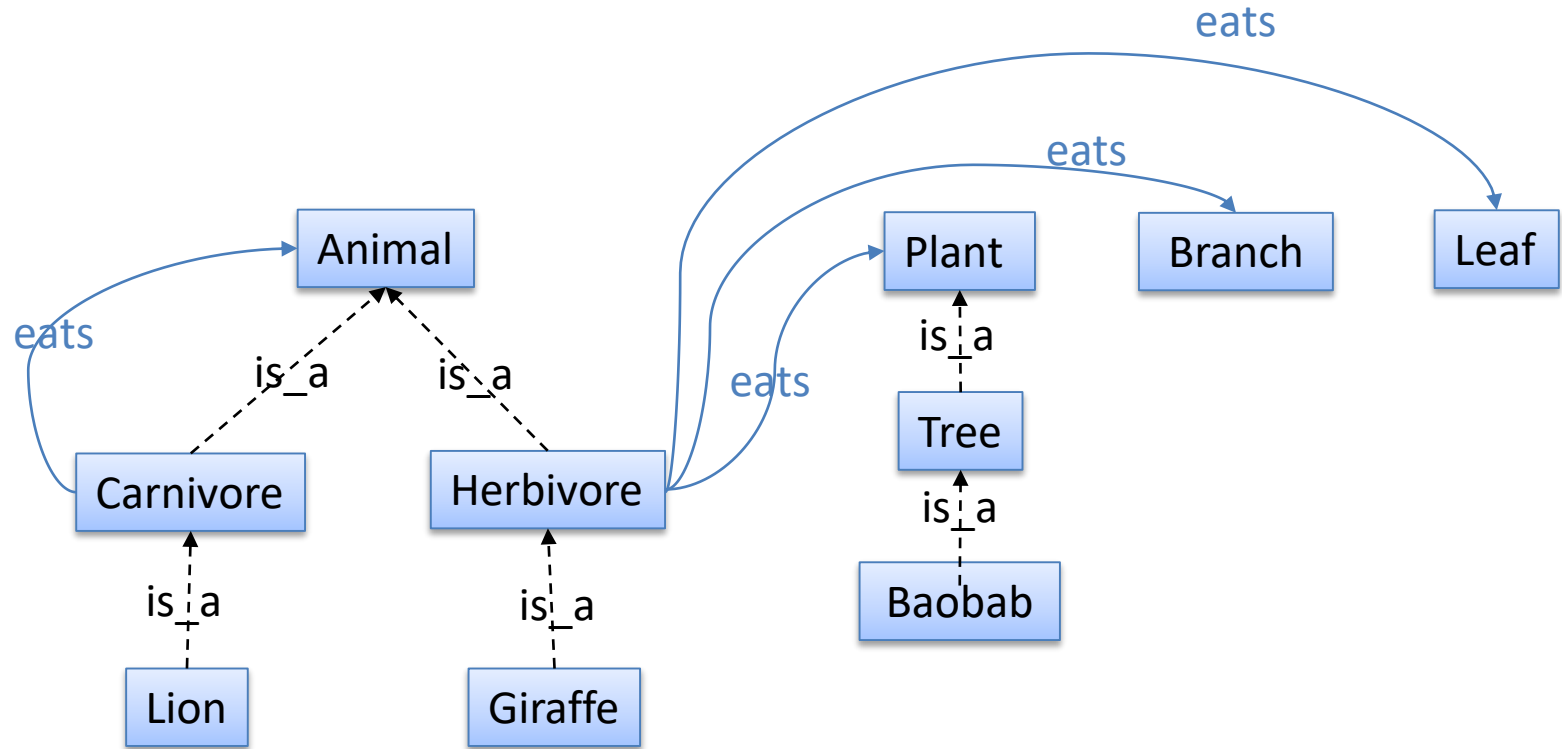 eats
eats
Animal
Plant
Branch
Leaf
eats
is_a
is_a
is_a
eats
Tree
Carnivore
Herbivore
is_a
is_a
is_a
Baobab
Lion
Giraffe